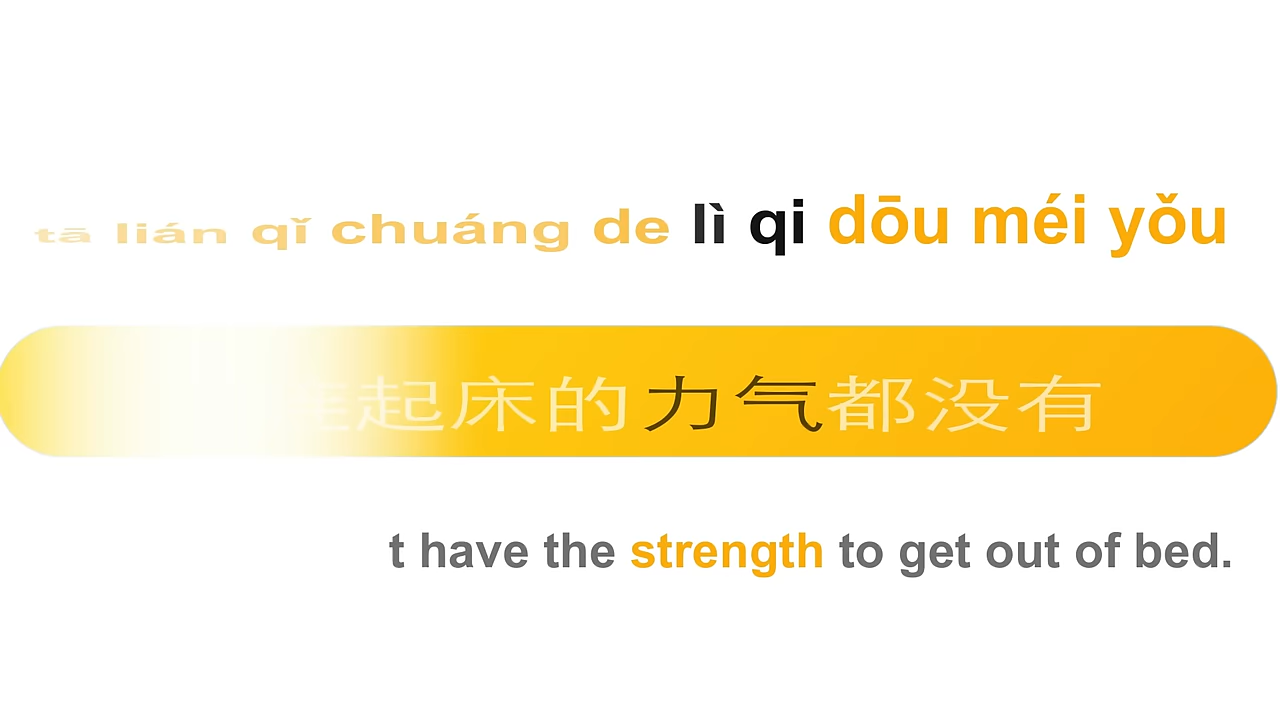 tā lián qǐ chuáng de lì qi dōu méi yǒu
连起床的力气都没有
t have the strength to get out of bed.